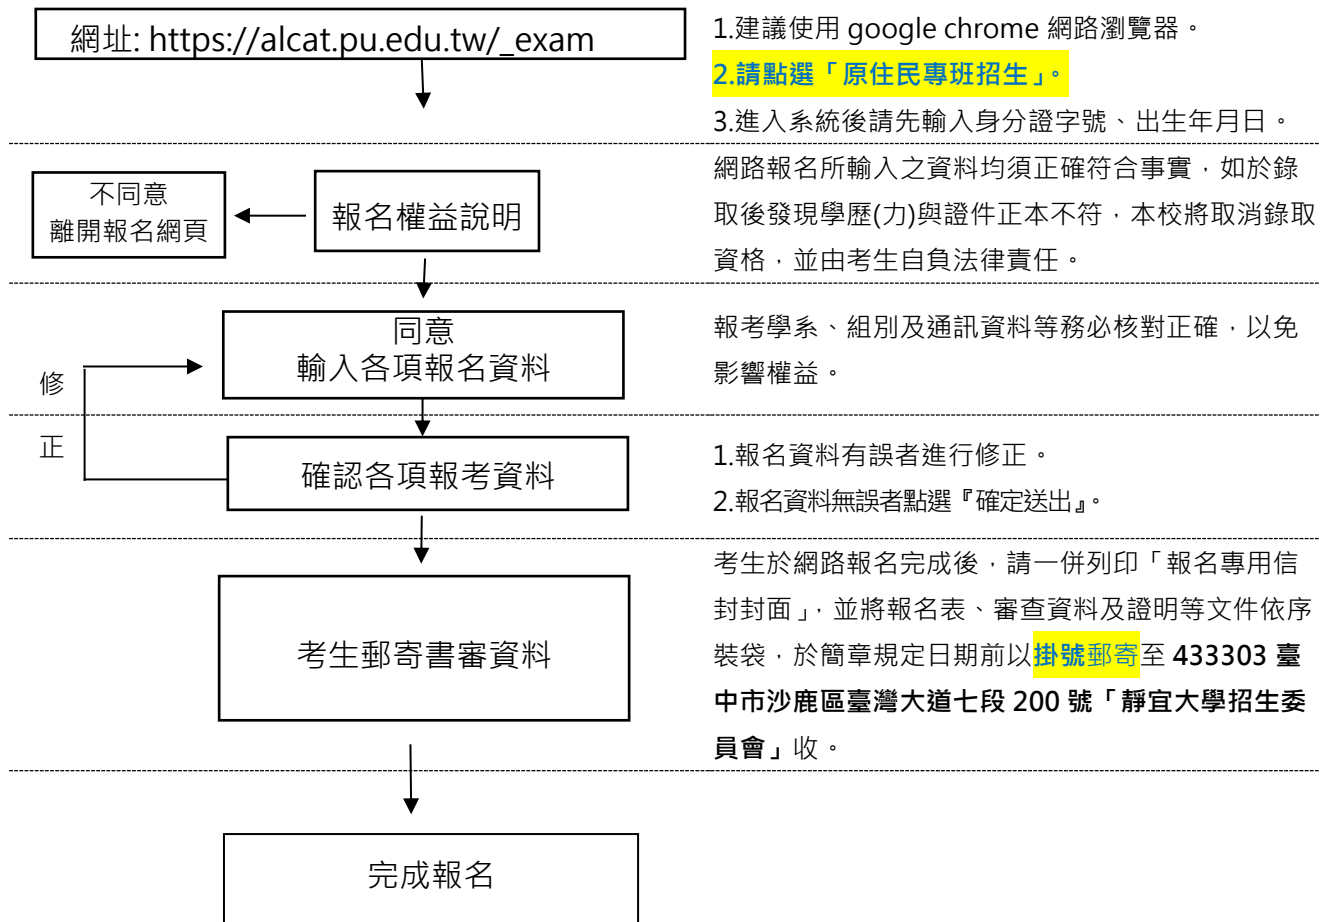 網址: https://alcat.pu.edu.tw/_exam
1.建議使用 google chrome 網路瀏覽器。
2.請點選「原住民專班招生」。
3.進入系統後請先輸入身分證字號、出生年月日。
不同意
離開報名網頁
報名權益說明
網路報名所輸入之資料均須正確符合事實，如於錄
取後發現學歷(力)與證件正本不符，本校將取消錄取
資格，並由考生自負法律責任。
同意
輸入各項報名資料
報考學系、組別及通訊資料等務必核對正確，以免
影響權益。
修
正
確認各項報考資料
1.報名資料有誤者進行修正。
2.報名資料無誤者點選『確定送出』。
考生郵寄書審資料
考生於網路報名完成後，請一併列印「報名專用信
封封面」，並將報名表、審查資料及證明等文件依序
裝袋，於簡章規定日期前以掛號郵寄至 433303 臺
中市沙鹿區臺灣大道七段 200 號「靜宜大學招生委
員會」收。
完成報名